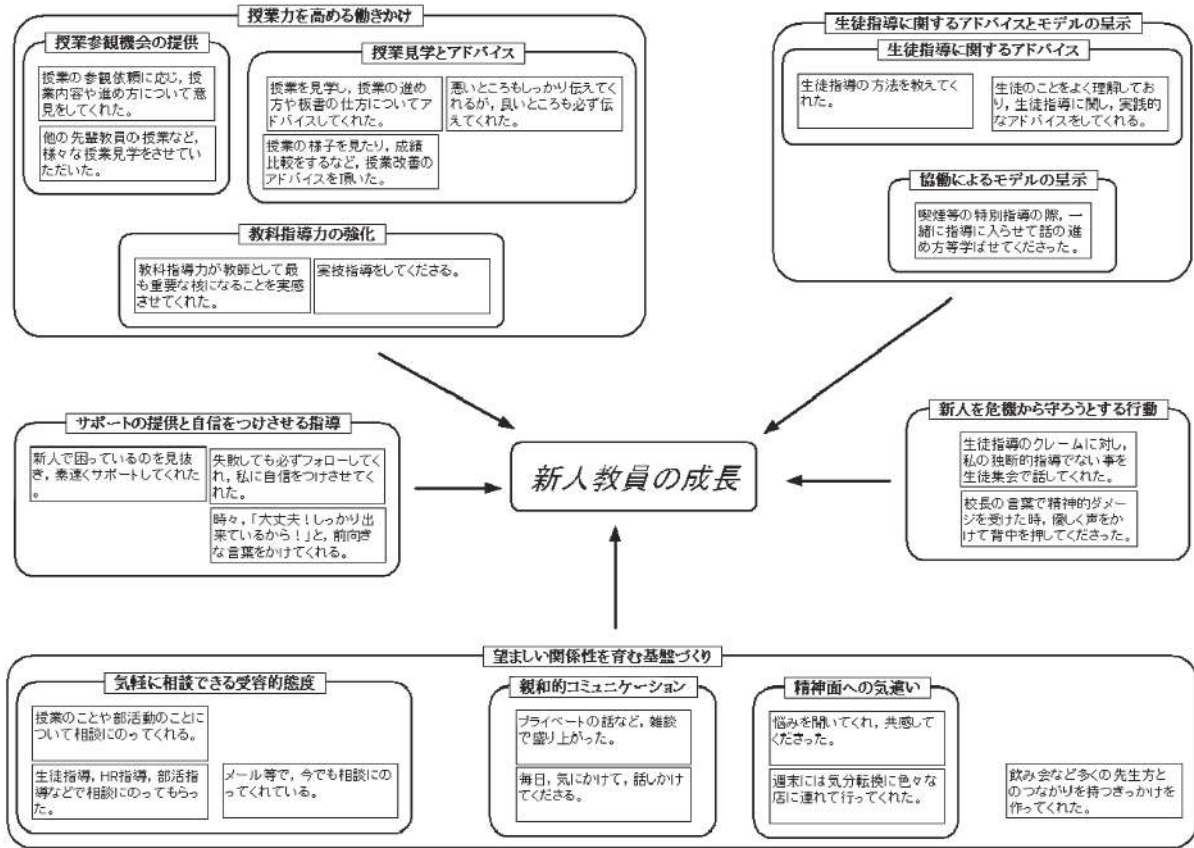 授業力を高める働きかけ
授業参観機会の提供
授業の参観依頼に応じ，授
業内容や進め方について意
見をしてくれた。
他の先輩教員の授業など，
様々な授業見学をさせてい
ただいた。
授業見学とアドバイス
授業を見学し，授業の進め
方や板書の仕方についてア
ドバイスしてくれた。
悪いところもしっかり伝えてく
れるが，良いところも必ず伝
えてくれた。
授業の様子を見たり，成績
比較をするなど，授業改善の
アドバイスを頂いた。
教科指導力の強化
教科指導力が教師として最
も重要な核になることを実感
させてくれた。
実技指導をしてくださる。
生徒指導に関するアドバイスとモデルの呈示
生徒指導に関するアドバイス
生徒指導の方法を教えてく
れた。
生徒のことをよく理解してお
り，生徒指導に関し，実践的
なアドバイスをしてくれる。
協働によるモデルの呈示
喫煙等の特別指導の際，一
緒に指導に入らせて話の進
め方等学ばせてくださった。
サポートの提供と自信をつけさせる指導
新人で困っているのを見抜
き，素速くサポートしてくれた
。
失敗しても必ずフォローしてく
れ，私に自信をつけさせてく
れた。
時々，「大丈夫！しっかり出
来ているから！」と，前向き
な言葉をかけてくれる。
新人教員の成長
新人を危機から守ろうとする行動
生徒指導のクレームに対し，
私の独断的指導でない事を
生徒集会で話してくれた。
校長の言葉で精神的ダメー
ジを受けた時，優しく声をか
けて背中を押してくださった。
望ましい関係性を育む基盤づくり
気軽に相談できる受容的態度
授業のことや部活動のことに
ついて相談にのってくれる。
生徒指導，HR指導，部活指
導などで相談にのってもらっ
た。
メール等で，今でも相談にの
ってくれている。
親和的コミュニケーション
プライベートの話など，雑談
で盛り上がった。
毎日，気にかけて，話しかけ
てくださる。
精神面への気遣い
悩みを聞いてくれ，共感して
くださった。
週末には気分転換に色々な
店に連れて行ってくれた。
飲み会など多くの先生方と
のつながりを持つきっかけを
作ってくれた。